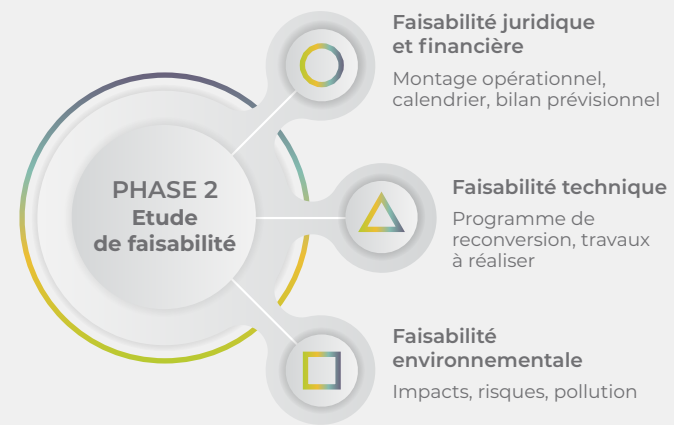 PHASE 2
Etude
de faisabilité
Faisabilité juridique
et financière
Montage opérationnel,
calendrier, bilan prévisionnel
Faisabilité technique
Programme de
reconversion, travaux
à réaliser
Faisabilité
environnementale
Impacts, risques, pollution